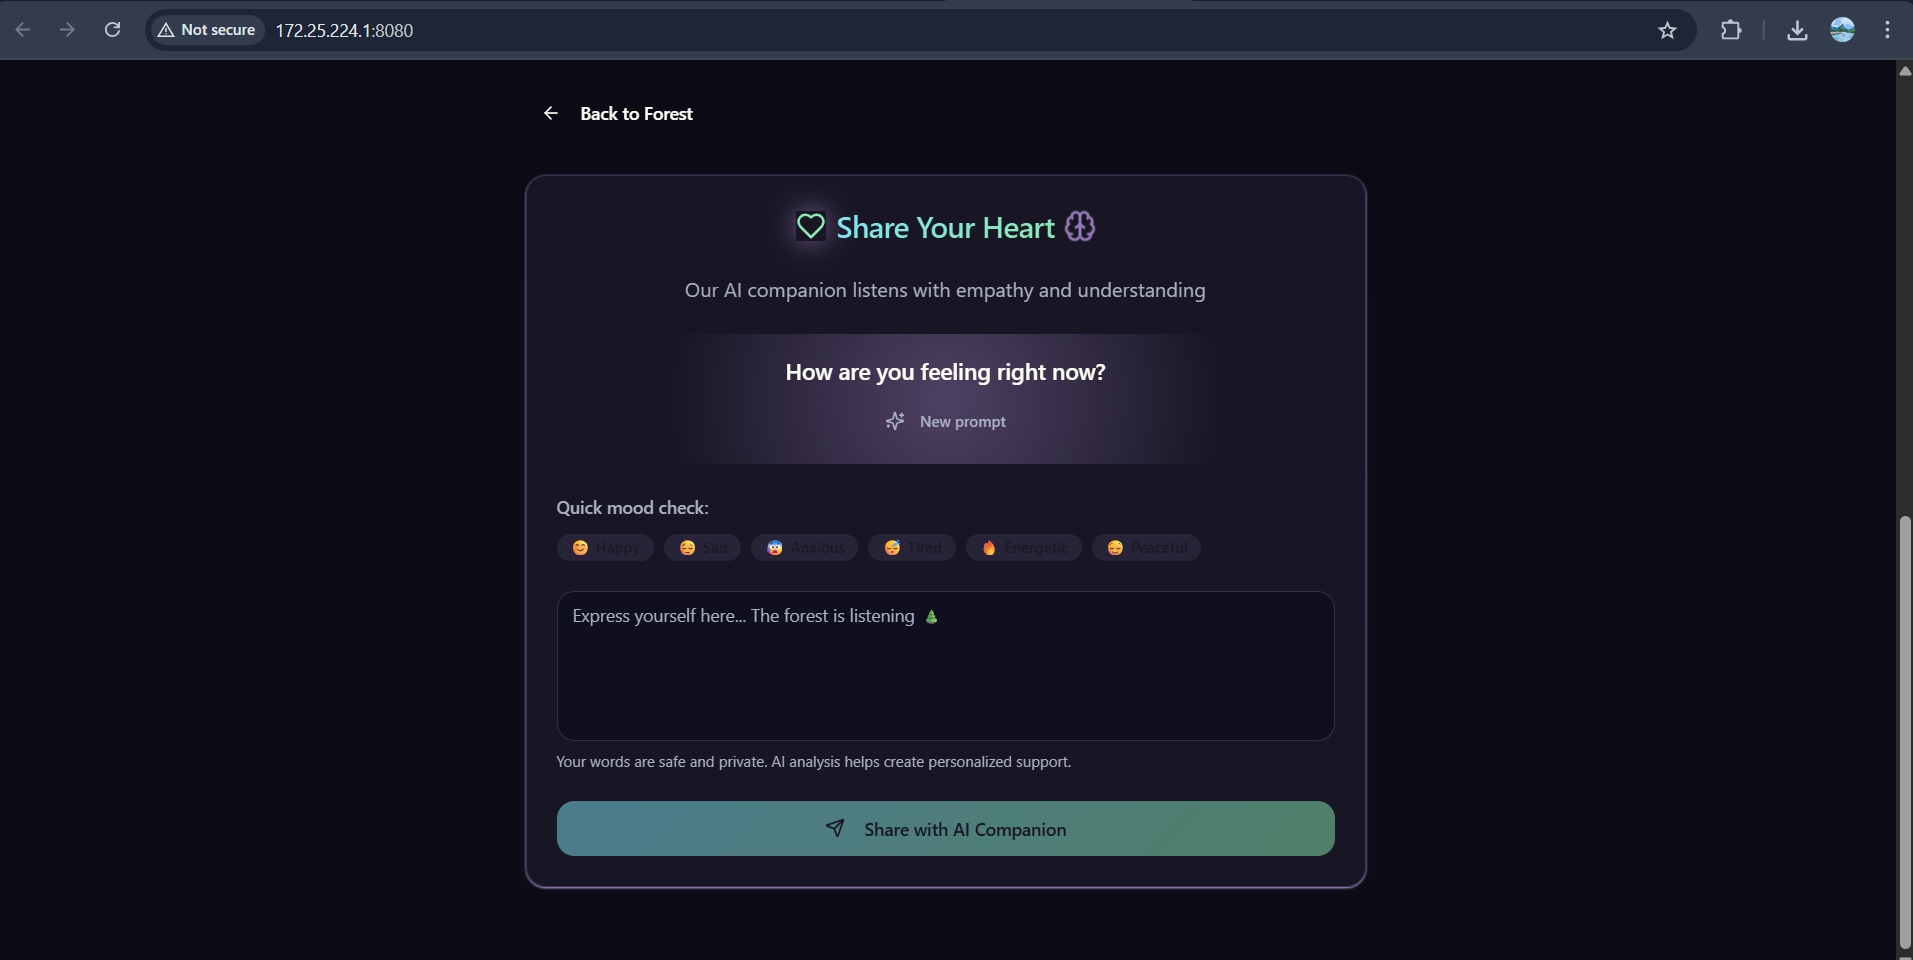 Not secure 172.25.224.1:8080
Back to Forest
Share Your Heart
Our AI companion listens with empathy and understanding
How are you feeling right now?
New prompt
Quick mood check:
😊 Happy 😔 Sad 😰 Anxious 😴 Tired 🔥 Energetic 😌 Peaceful
Express yourself here... The forest is listening 🌲
Your words are safe and private. AI analysis helps create personalized support.
Share with AI Companion